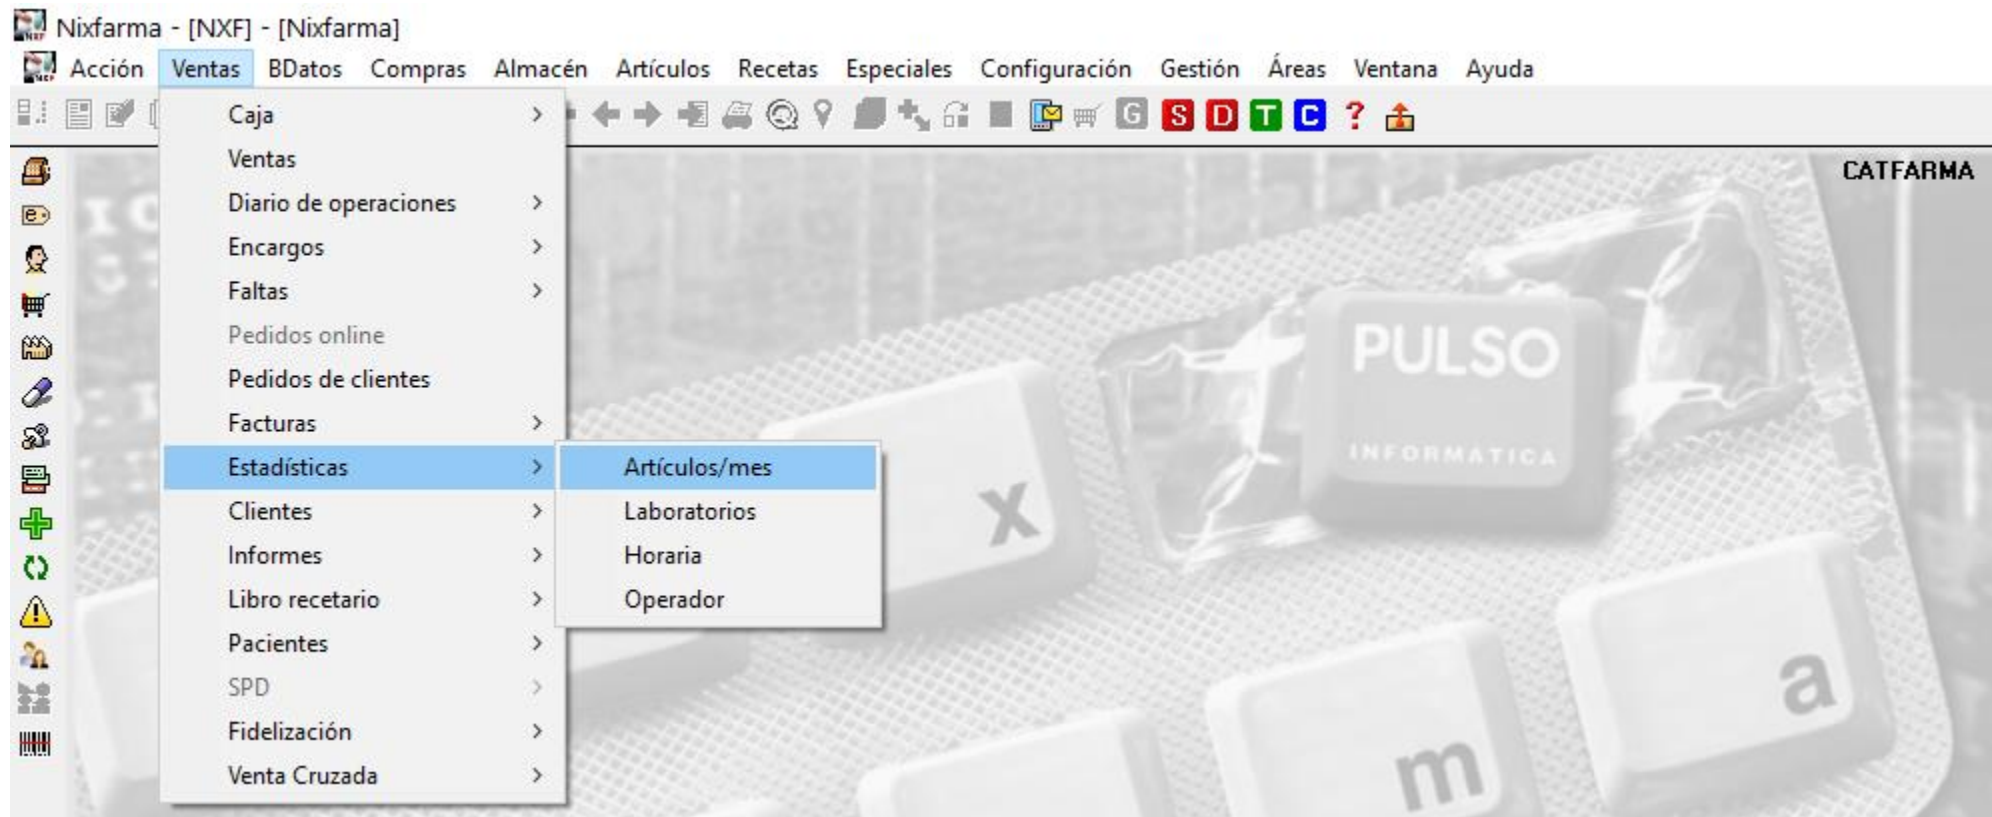 Nixfarma - [NXF] - [Nixfarma]
Acción Ventas BDatos Compras Almacén Artículos Recetas Especiales Configuración Gestión Áreas Ventana Ayuda
G S D T C ?
CATFARMA
Caja
Ventas
Diario de operaciones
Encargos
Faltas
Pedidos online
Pedidos de clientes
Facturas
Estadísticas
Clientes
Informes
Libro recetario
Pacientes
SPD
Fidelización
Venta Cruzada
Artículos/mes
Laboratorios
Horaria
Operador
PULSO
INFORMATICA
x
a
m